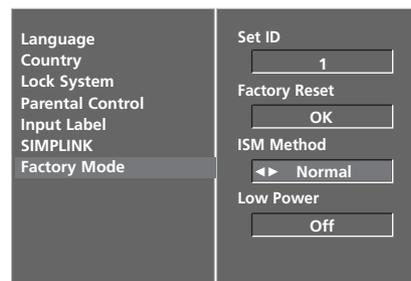 Language
Country
Lock System
Parental Control
Input Label
SIMPLINK
Factory Mode
Set ID
1
Factory Reset
OK
ISM Method
◄► Normal
Low Power
Off